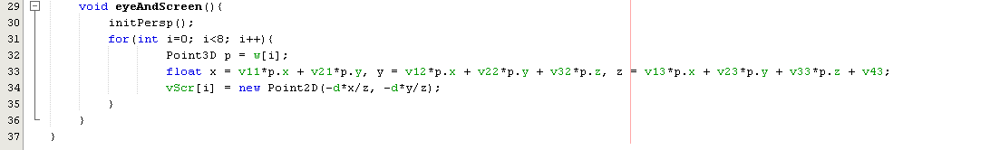 29 void eyeAndScreen(){
30 initPersp();
31 for(int i=0; i<8; i++){
32 Point3D p = w[i];
33 float x = v11*p.x + v21*p.y, y = v12*p.x + v22*p.y + v32*p.z, z = v13*p.x + v23*p.y + v33*p.z + v43;
34 vScr[i] = new Point2D(-d*x/z, -d*y/z);
35 }
36 }
37 }